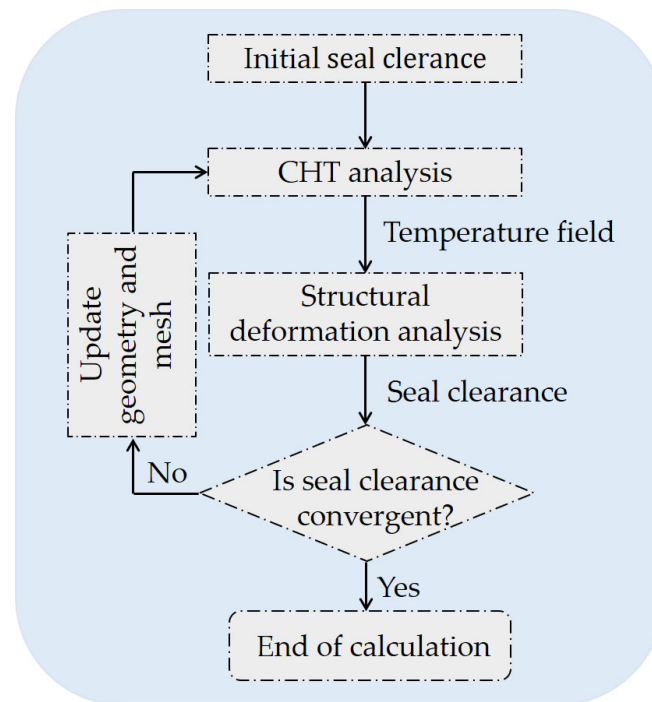 Initial seal clerance
CHT analysis
Temperature field
Structural
deformation analysis
Seal clearance
Update
geometry and
mesh
No
Is seal clearance
convergent?
Yes
End of calculation